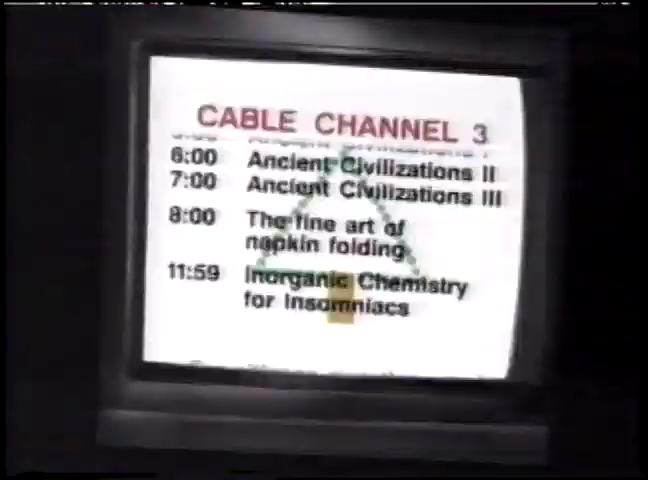 CABLE CHANNEL 3
6:00 Ancient Civilizations II
7:00 Ancient Civilizations III
8:00 The fine art of
napkin folding
11:59 Inorganic Chemistry
for Insomniacs